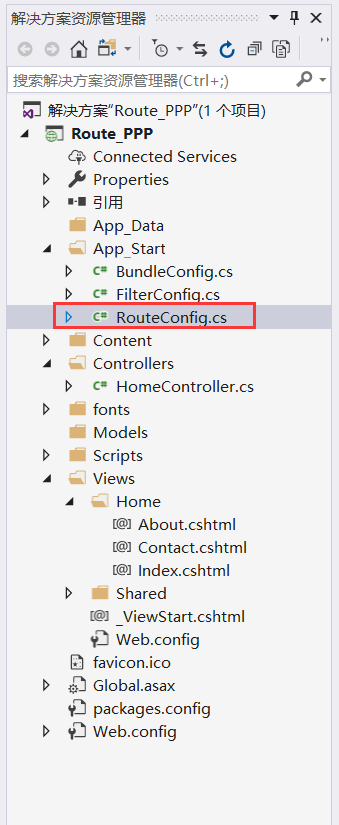 解决方案资源管理器
搜索解决方案资源管理器(Ctrl+;)
解决方案"Route_PPP"(1 个项目)
Route_PPP
Connected Services
Properties
引用
App_Data
App_Start
BundleConfig.cs
FilterConfig.cs
RouteConfig.cs
Content
Controllers
HomeController.cs
fonts
Models
Scripts
Views
Home
About.cshtml
Contact.cshtml
Index.cshtml
Shared
_ViewStart.cshtml
Web.config
favicon.ico
Global.asax
packages.config
Web.config